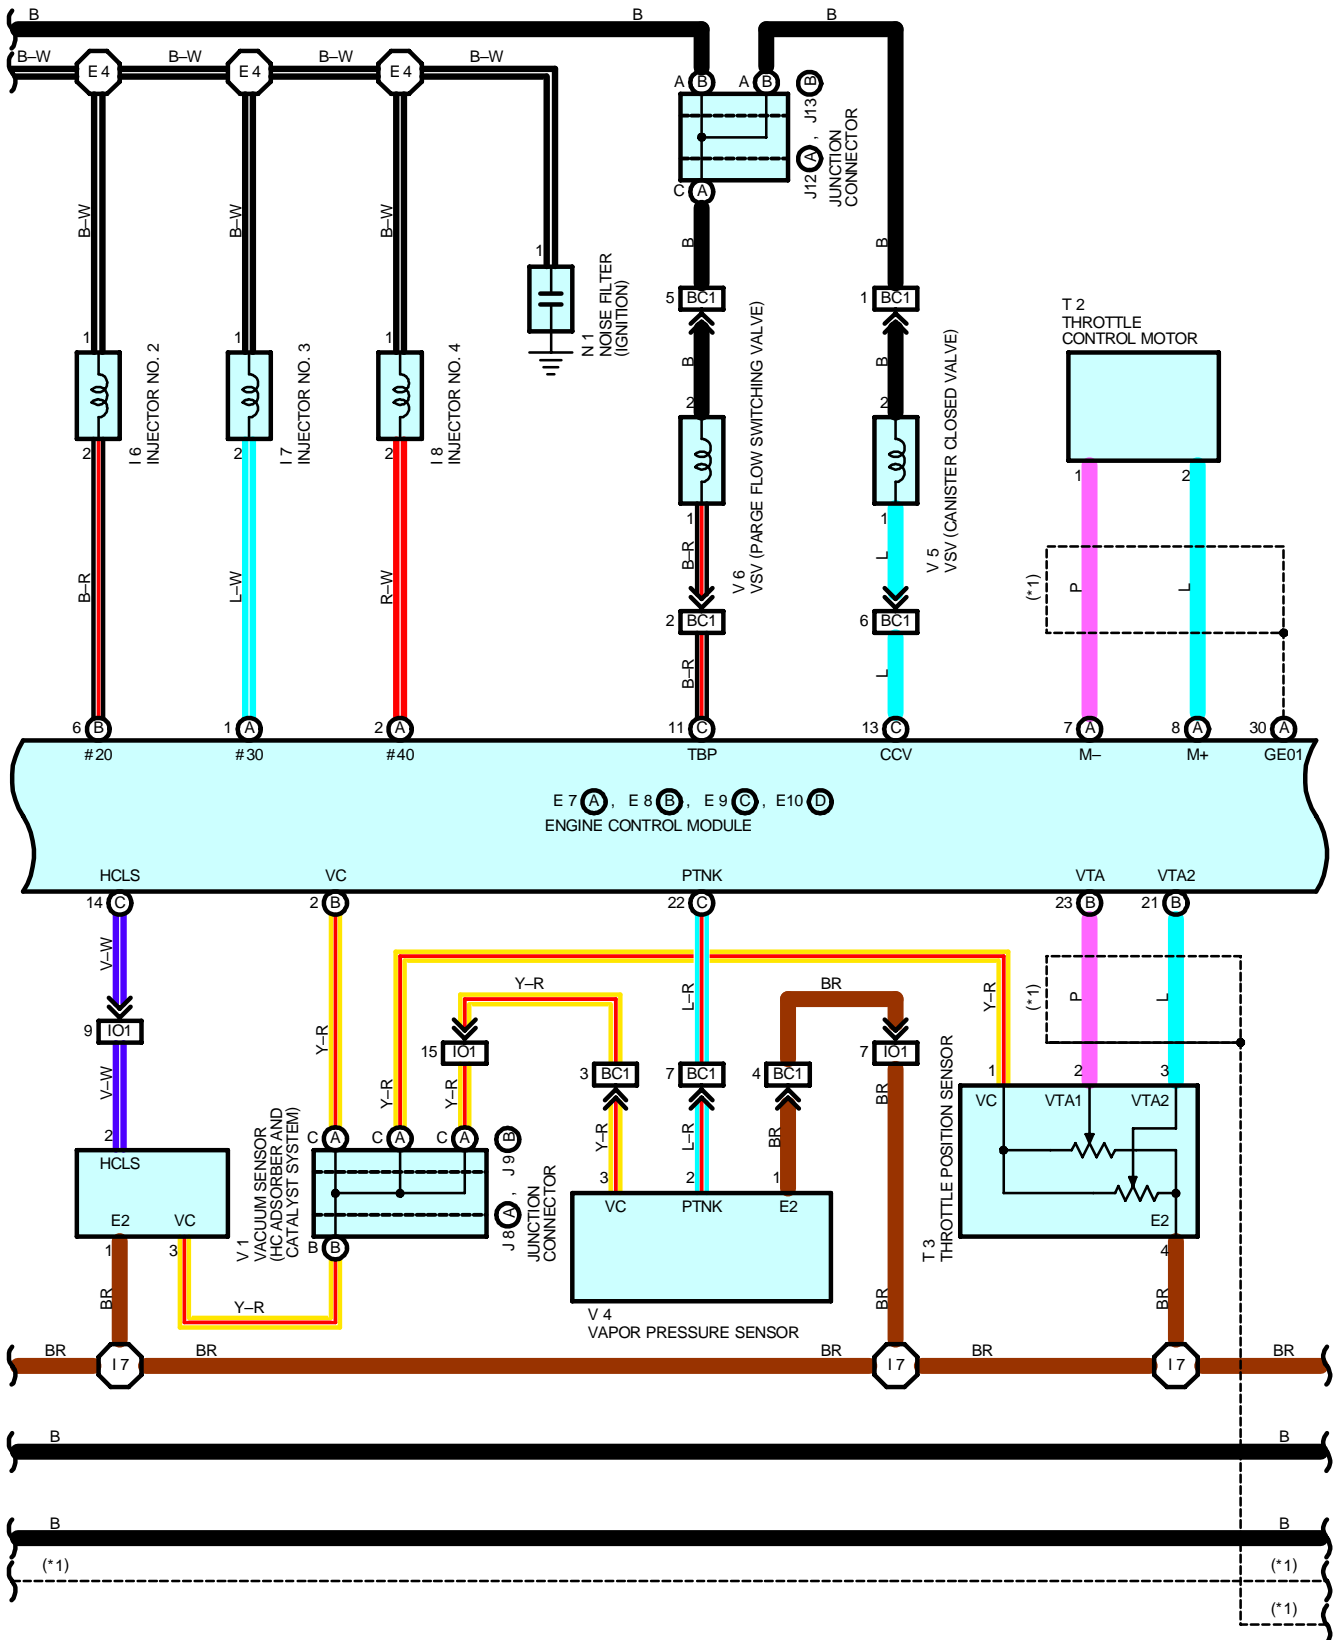 B
B
B
B–W
B–W
B–W
B–W
E 4
E 4
E 4
A
B
A
B
J12 A , J13 B
JUNCTION
CONNECTOR
C
A
B–W
B–W
B–W
B
B
1
N 1
NOISE FILTER
(IGNITION)
5
BC1
1
BC1
B
B
1
1
1
2
2
I 6
INJECTOR NO. 2
I 7
INJECTOR NO. 3
I 8
INJECTOR NO. 4
2
2
2
1
1
V 6
VSV (PARGE FLOW SWITCHING VALVE)
V 5
VSV (CANISTER CLOSED VALVE)
T 2
THROTTLE
CONTROL MOTOR
1
2
B–R
L–W
R–W
B–R
L
(*1)
P
L
2
BC1
6
BC1
B–R
L
6
B
1
A
2
A
11
C
13
C
7
A
8
A
30
A
#20
#30
#40
TBP
CCV
M–
M+
GE01
E 7 A , E 8 B , E 9 C , E10 D
ENGINE CONTROL MODULE
HCLS
VC
PTNK
VTA
VTA2
14
C
2
B
22
C
23
B
21
B
V–W
Y–R
Y–R
Y–R
L–R
BR
Y–R
(*1)
P
L
9
IO1
15
IO1
7
IO1
V–W
Y–R
3
BC1
7
BC1
4
BC1
BR
Y–R
L–R
BR
1
2
3
2
HCLS
E2
VC
1
3
V 1
VACUUM SENSOR
(HC ADSORBER AND
CATALYST SYSTEM)
C
A
C
A
C
A
B
B
J 8 A , J 9 B
JUNCTION
CONNECTOR
3
2
1
VC
PTNK
E2
V 4
VAPOR PRESSURE SENSOR
T 3
THROTTLE POSITION SENSOR
VC
VTA1
VTA2
E2
4
BR
Y–R
BR
BR
BR
BR
BR
BR
BR
I 7
I 7
I 7
B
B
B
B
(*1)
(*1)
(*1)